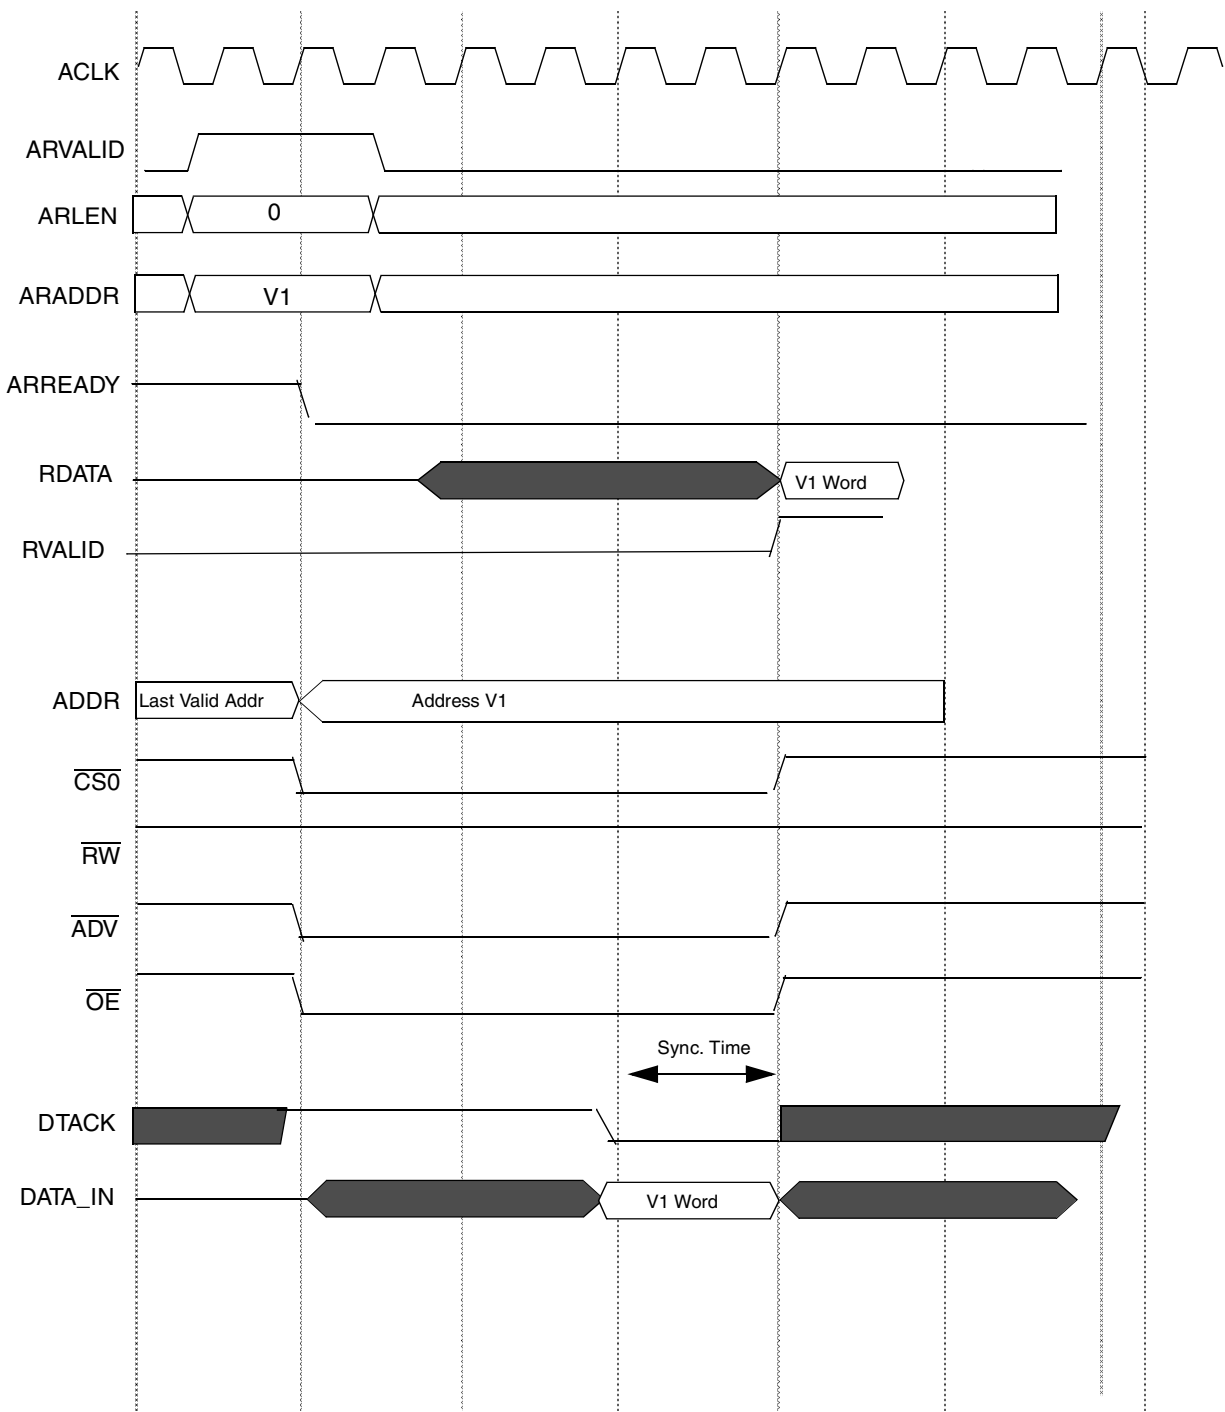 ACLK
ARVALID
ARLEN 0
ARADDR V1
ARREADY
RDATA V1 Word
RVALID
ADDR Last Valid Addr Address V1
CS0
RW
ADV
OE
Sync. Time
DTACK
DATA_IN V1 Word